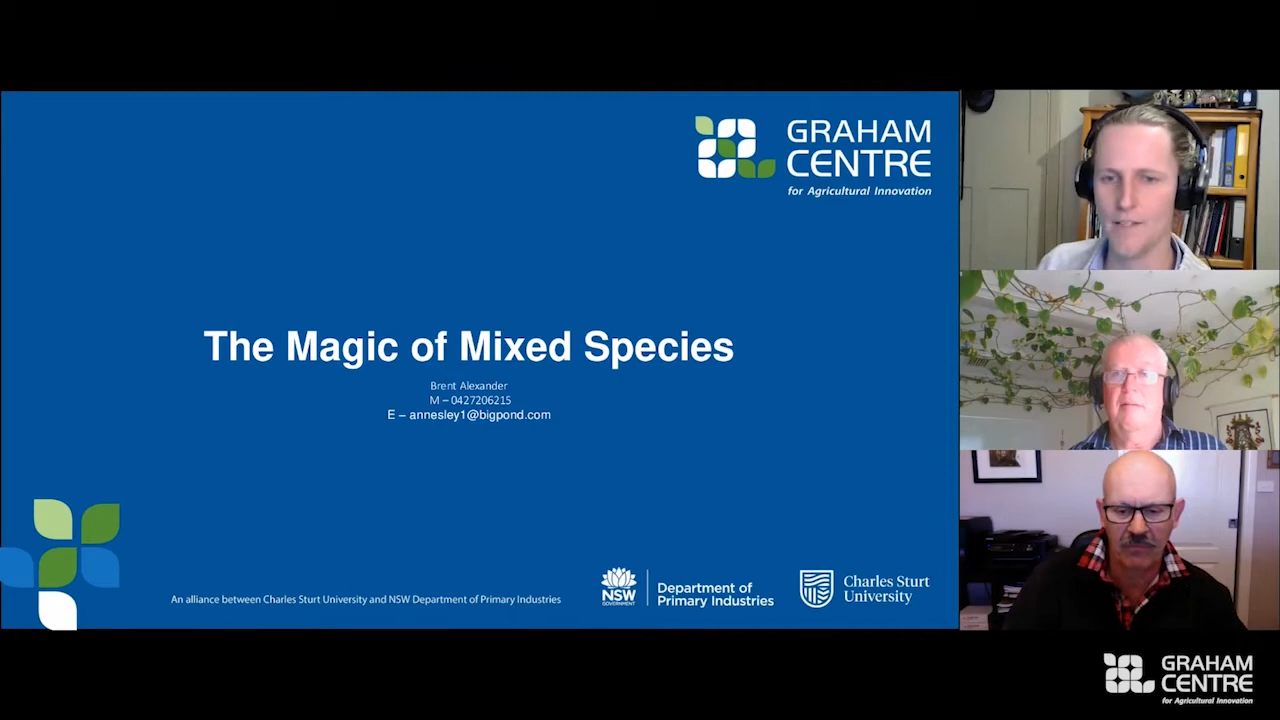 GRAHAM
CENTRE
for Agricultural Innovation
The Magic of Mixed Species
Brent Alexander
M – 0427206215
E – annesley1@bigpond.com
An alliance between Charles Sturt University and NSW Department of Primary Industries
NSW
GOVERNMENT
Department of
Primary Industries
Charles Sturt
University
GRAHAM
CENTRE
for Agricultural Innovation